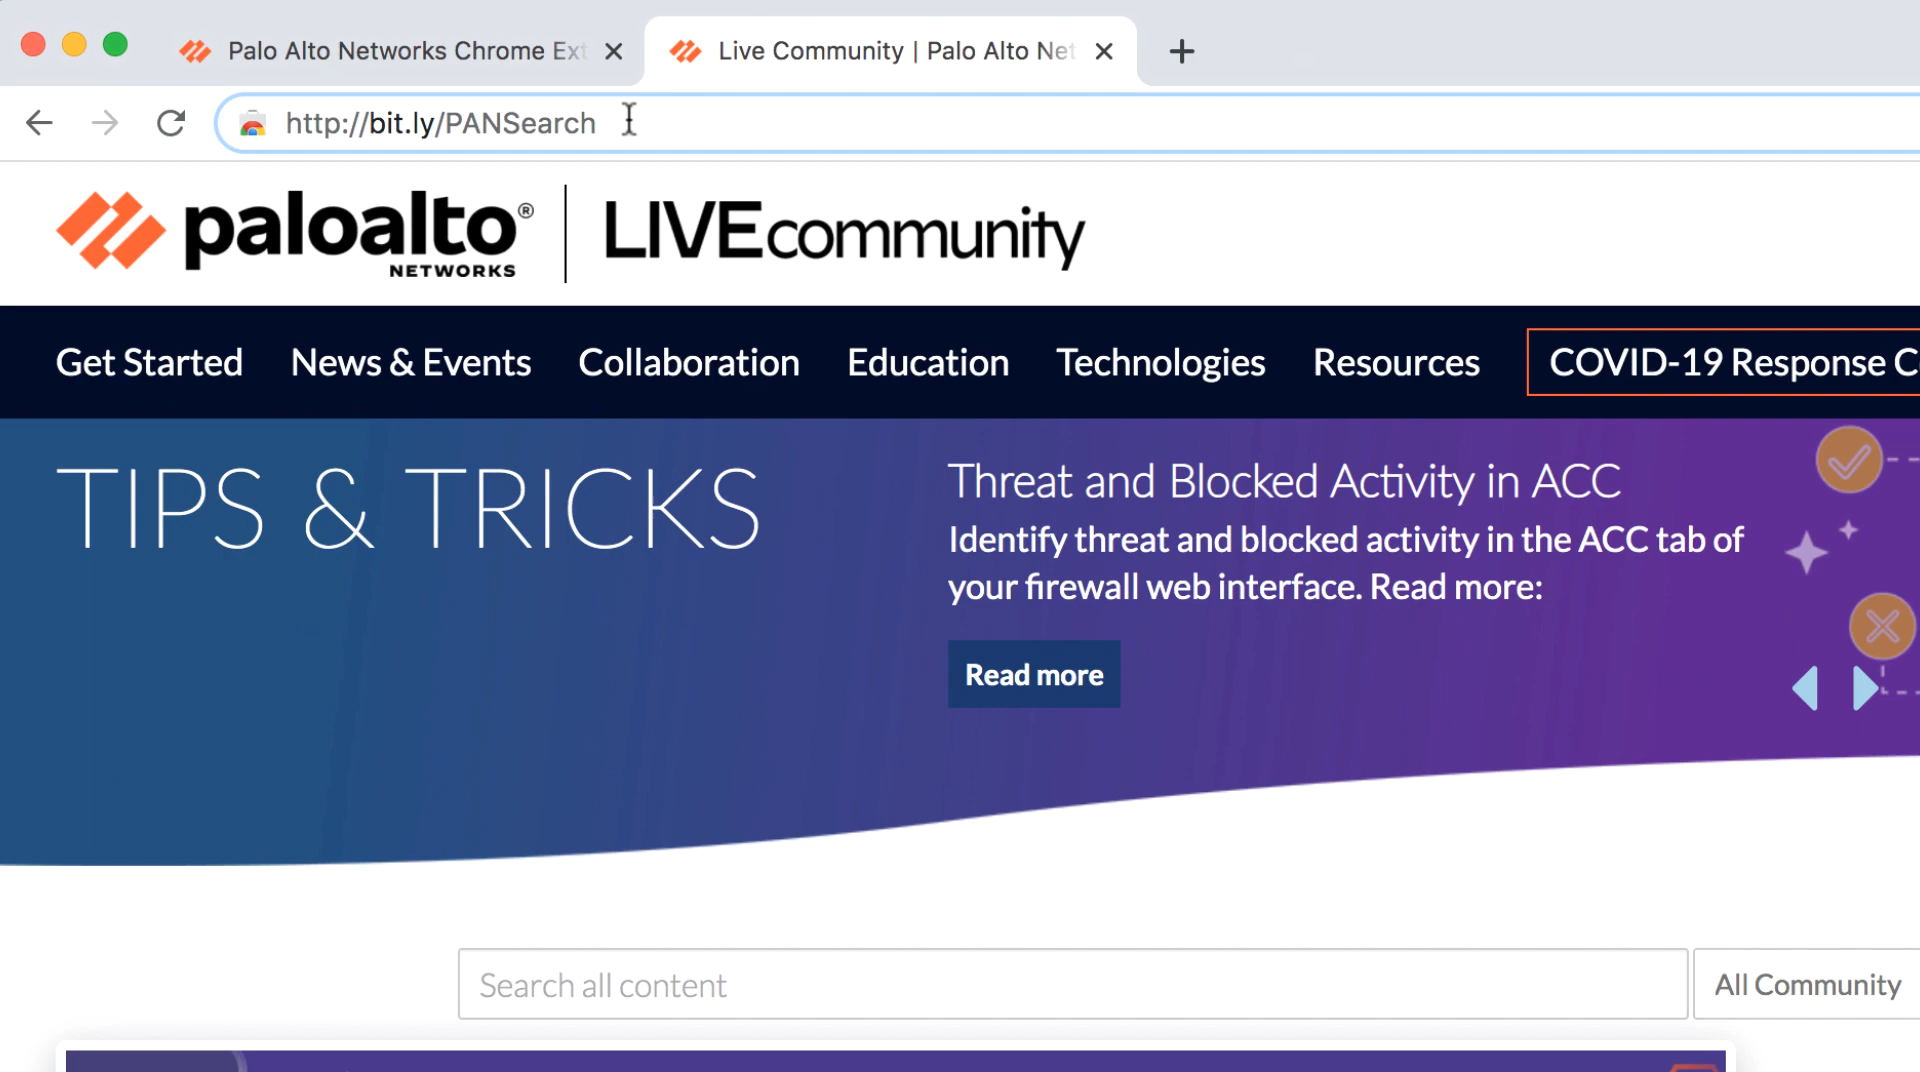 Palo Alto Networks Chrome Ext
Live Community | Palo Alto Net
http://bit.ly/PANSearch
paloalto®
NETWORKS
LIVEcommunity
Get Started
News & Events
Collaboration
Education
Technologies
Resources
COVID-19 Response C
TIPS & TRICKS
Threat and Blocked Activity in ACC
Identify threat and blocked activity in the ACC tab of
your firewall web interface. Read more:
Read more
Search all content
All Community